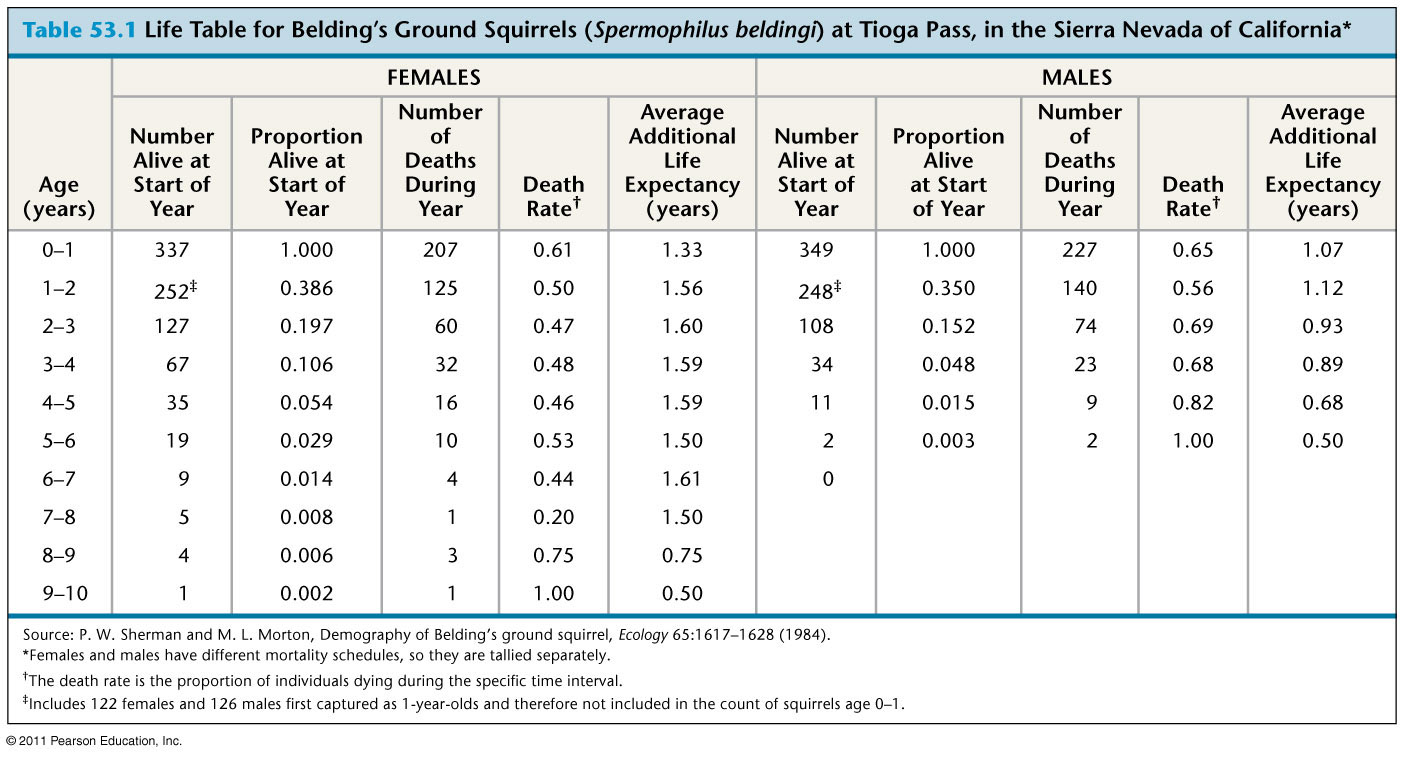 Table 53.1 Life Table for Belding's Ground Squirrels (Spermophilus beldingi) at Tioga Pass, in the Sierra Nevada of California*
FEMALES MALES
Age (years) Number Alive at Start of Year Proportion Alive at Start of Year Number of Deaths During Year Death Rate† Average Additional Life Expectancy (years) Number Alive at Start of Year Proportion Alive at Start of Year Number of Deaths During Year Death Rate† Average Additional Life Expectancy (years)
0–1 337 1.000 207 0.61 1.33 349 1.000 227 0.65 1.07
1–2 252‡ 0.386 125 0.50 1.56 248‡ 0.350 140 0.56 1.12
2–3 127 0.197 60 0.47 1.60 108 0.152 74 0.69 0.93
3–4 67 0.106 32 0.48 1.59 34 0.048 23 0.68 0.89
4–5 35 0.054 16 0.46 1.59 11 0.015 9 0.82 0.68
5–6 19 0.029 10 0.53 1.50 2 0.003 2 1.00 0.50
6–7 9 0.014 4 0.44 1.61 0
7–8 5 0.008 1 0.20 1.50
8–9 4 0.006 3 0.75 0.75
9–10 1 0.002 1 1.00 0.50
Source: P. W. Sherman and M. L. Morton, Demography of Belding's ground squirrel, Ecology 65:1617–1628 (1984).
*Females and males have different mortality schedules, so they are tallied separately.
†The death rate is the proportion of individuals dying during the specific time interval.
‡Includes 122 females and 126 males first captured as 1-year-olds and therefore not included in the count of squirrels age 0–1.
© 2011 Pearson Education, Inc.